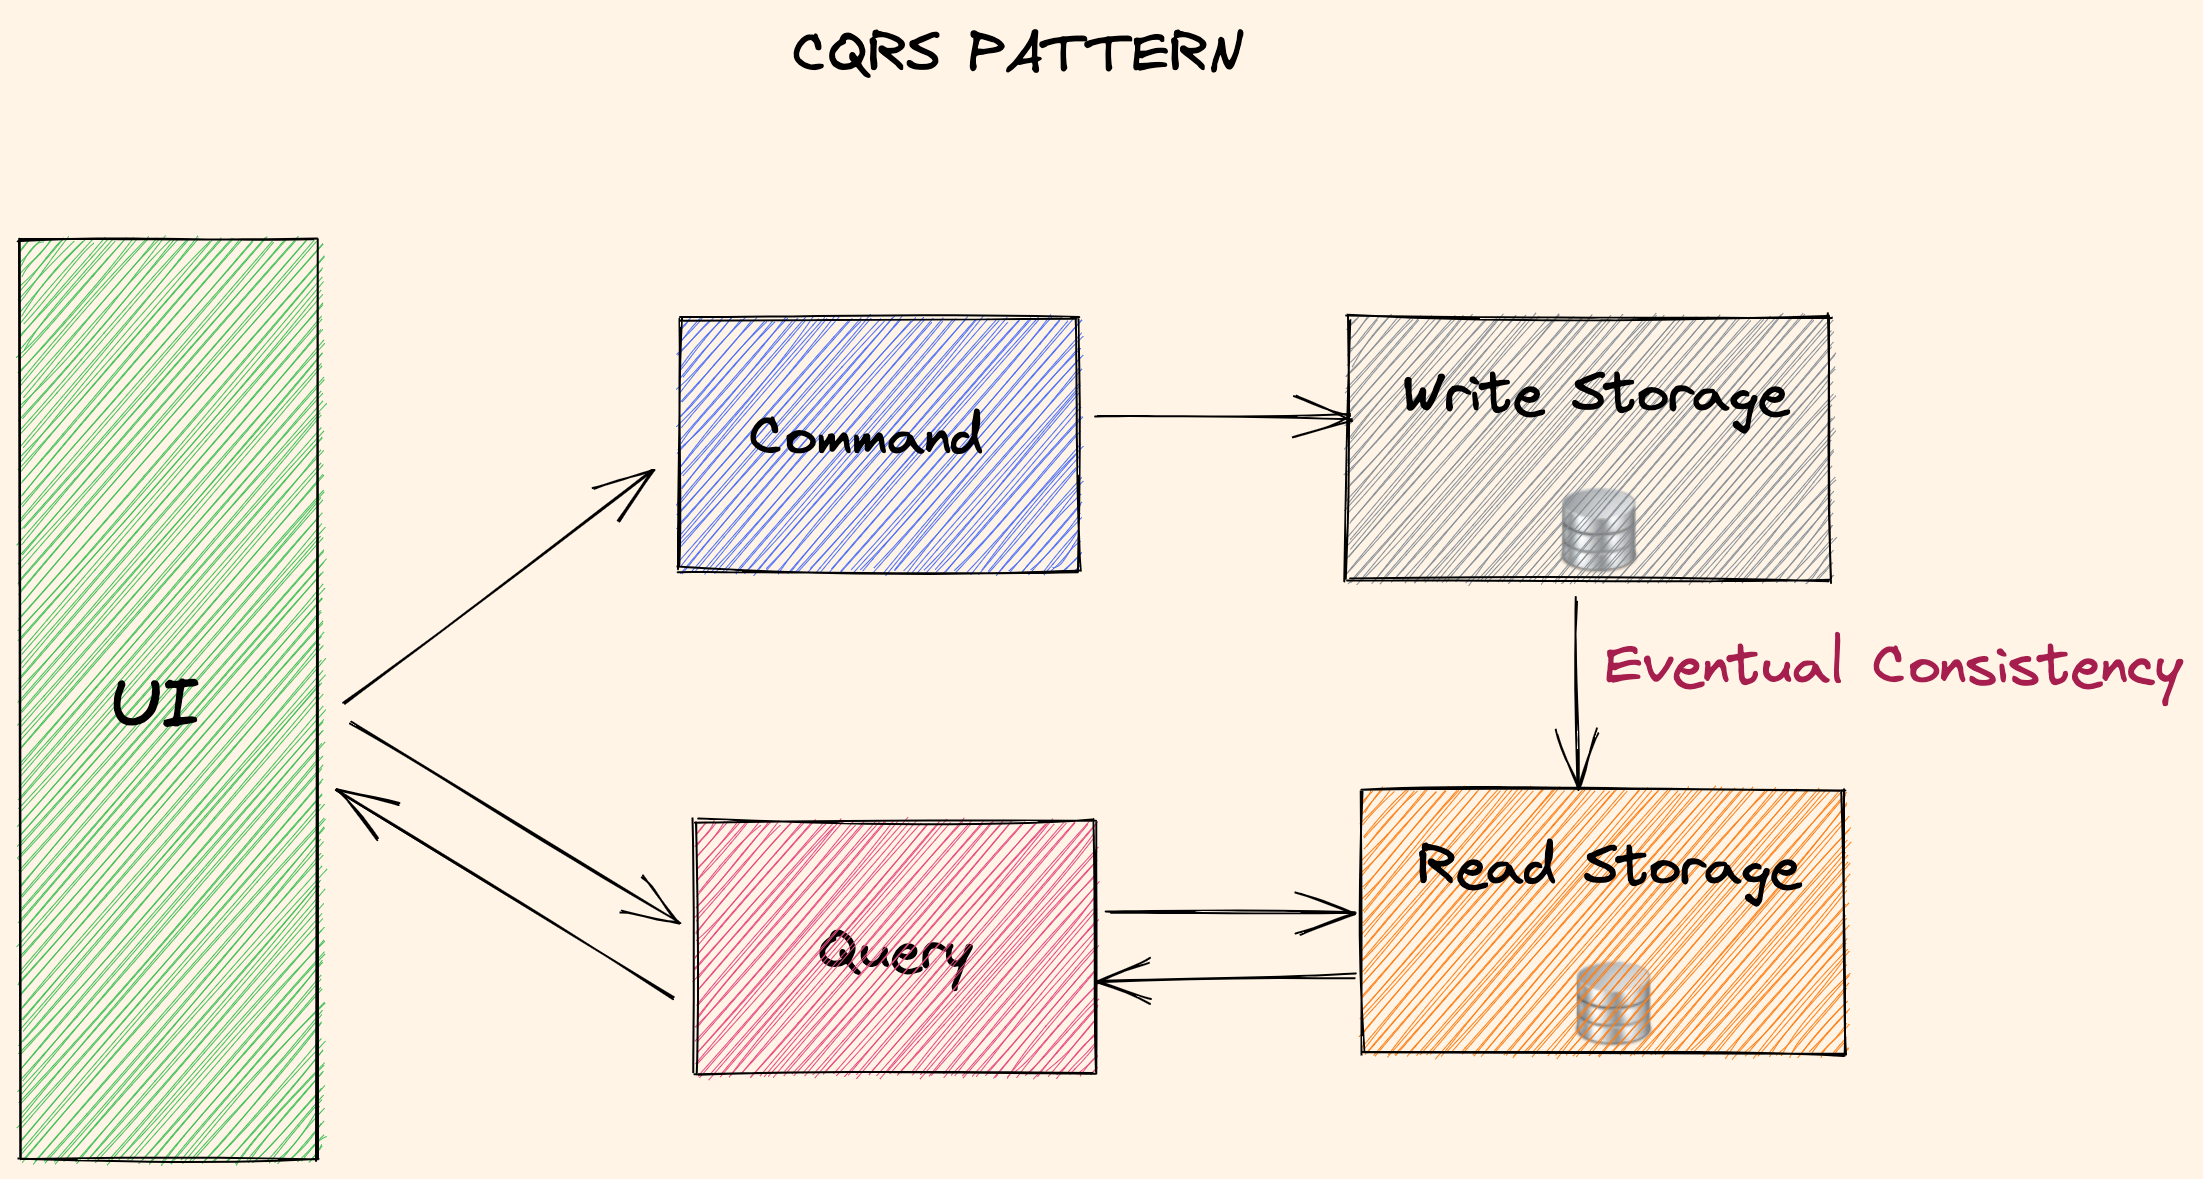 CQRS PATTERN
Command
Write Storage
Eventual Consistency
UI
Read Storage
Query